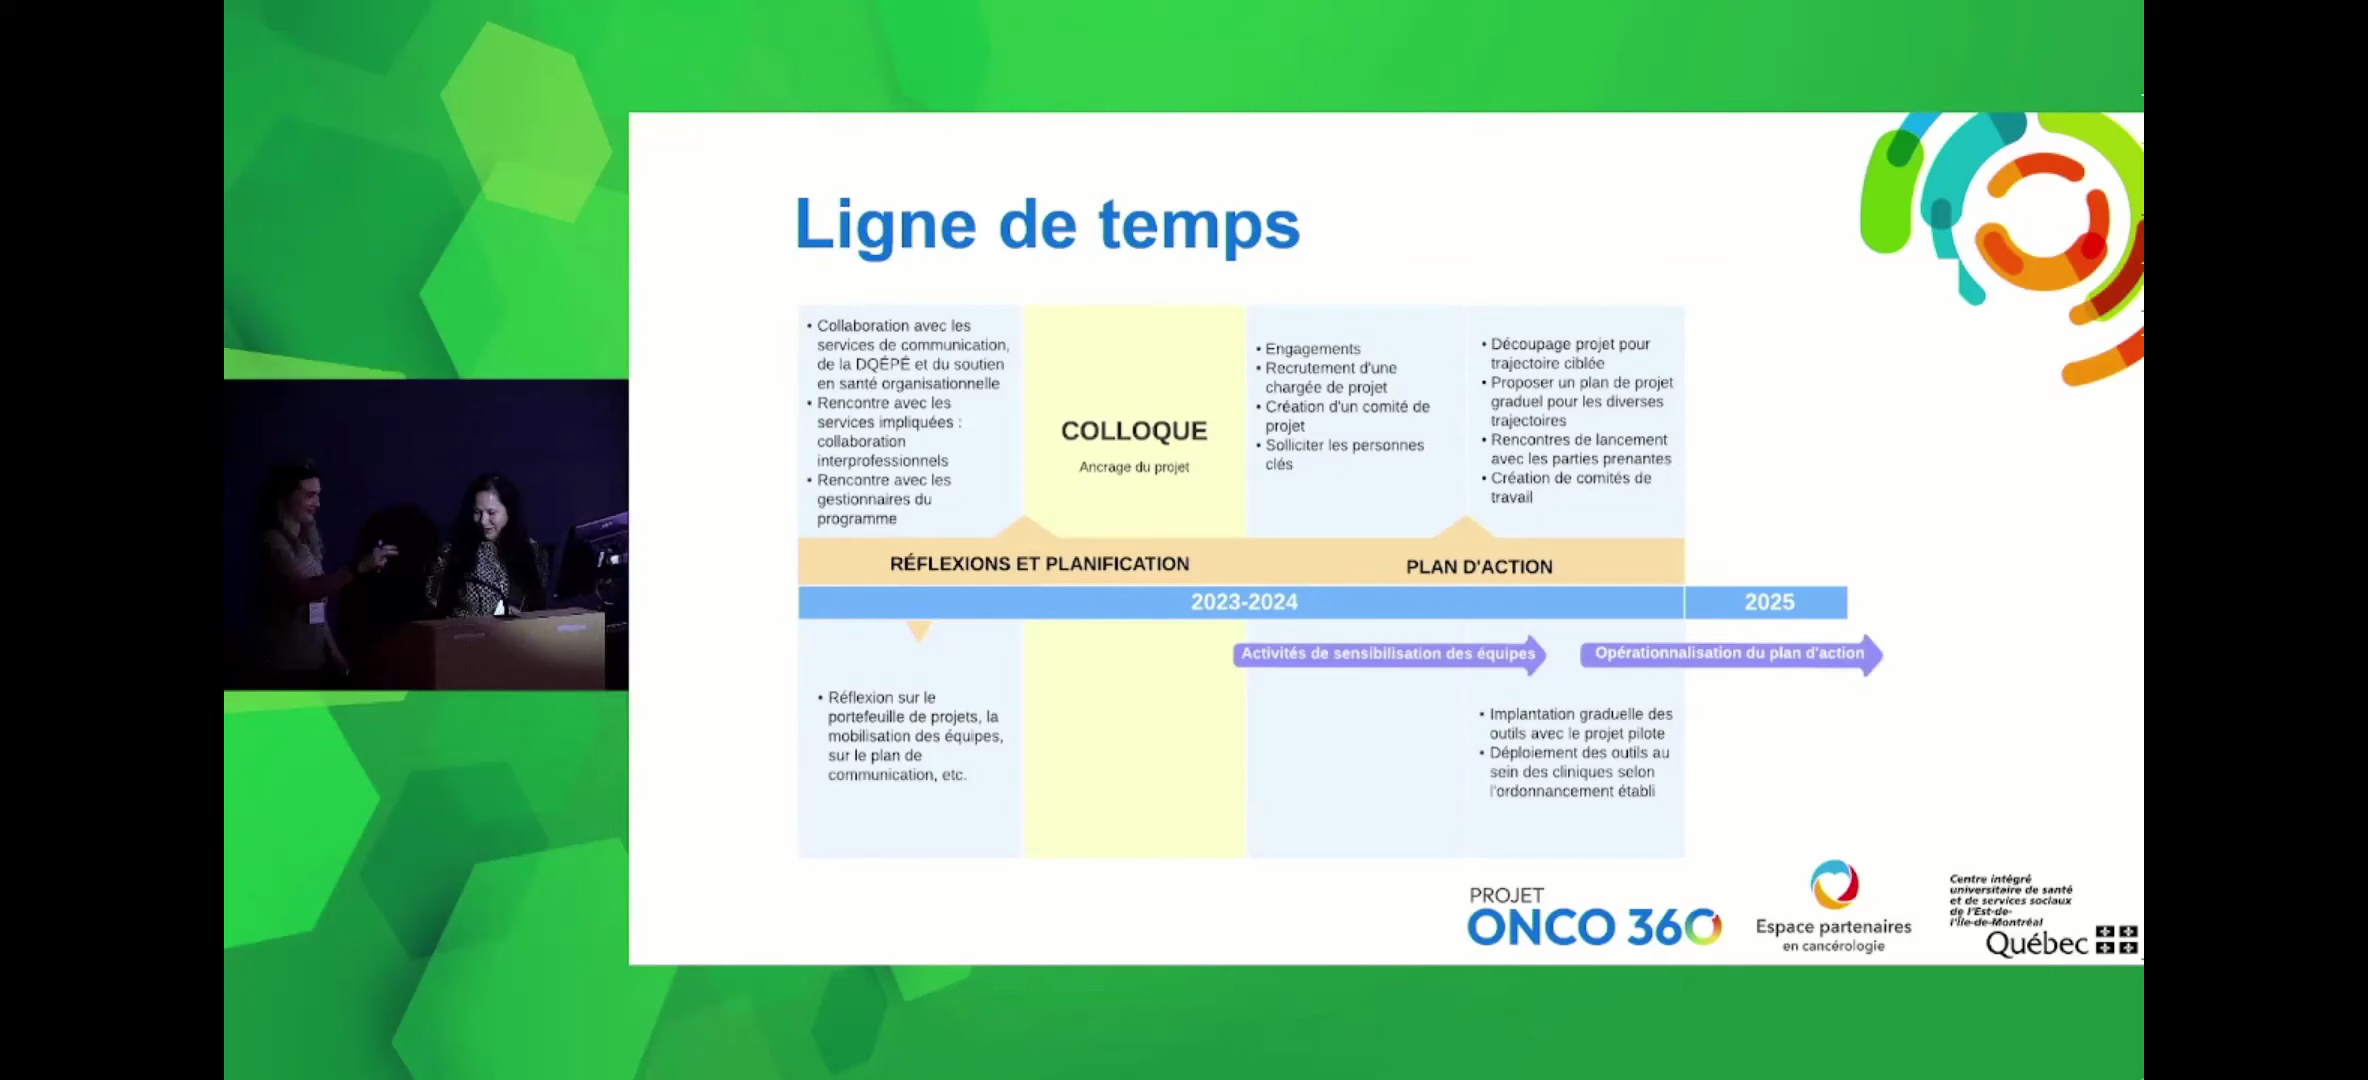 Ligne de temps
• Collaboration avec les
services de communication,
de la DQÉPÉ et du soutien
en santé organisationnelle
• Rencontre avec les
services impliquées :
collaboration
interprofessionnels
• Rencontre avec les
gestionnaires du
programme
COLLOQUE
Ancrage du projet
• Engagements
• Recrutement d'une
chargée de projet
• Création d'un comité de
projet
• Solliciter les personnes
clés
• Découpage projet pour
trajectoire ciblée
• Proposer un plan de projet
graduel pour les diverses
trajectoires
• Rencontres de lancement
avec les parties prenantes
• Création de comités de
travail
RÉFLEXIONS ET PLANIFICATION
PLAN D'ACTION
2023-2024
2025
Activités de sensibilisation des équipes
Opérationnalisation du plan d'action
• Réflexion sur le
portefeuille de projets, la
mobilisation des équipes,
sur le plan de
communication, etc.
• Implantation graduelle des
outils avec le projet pilote
• Déploiement des outils au
sein des cliniques selon
l'ordonnancement établi
PROJET
ONCO 360
Espace partenaires
en cancérologie
Centre intégré
universitaire de santé
et de services sociaux
de l'Est-de-
l'Île-de-Montréal
Québec